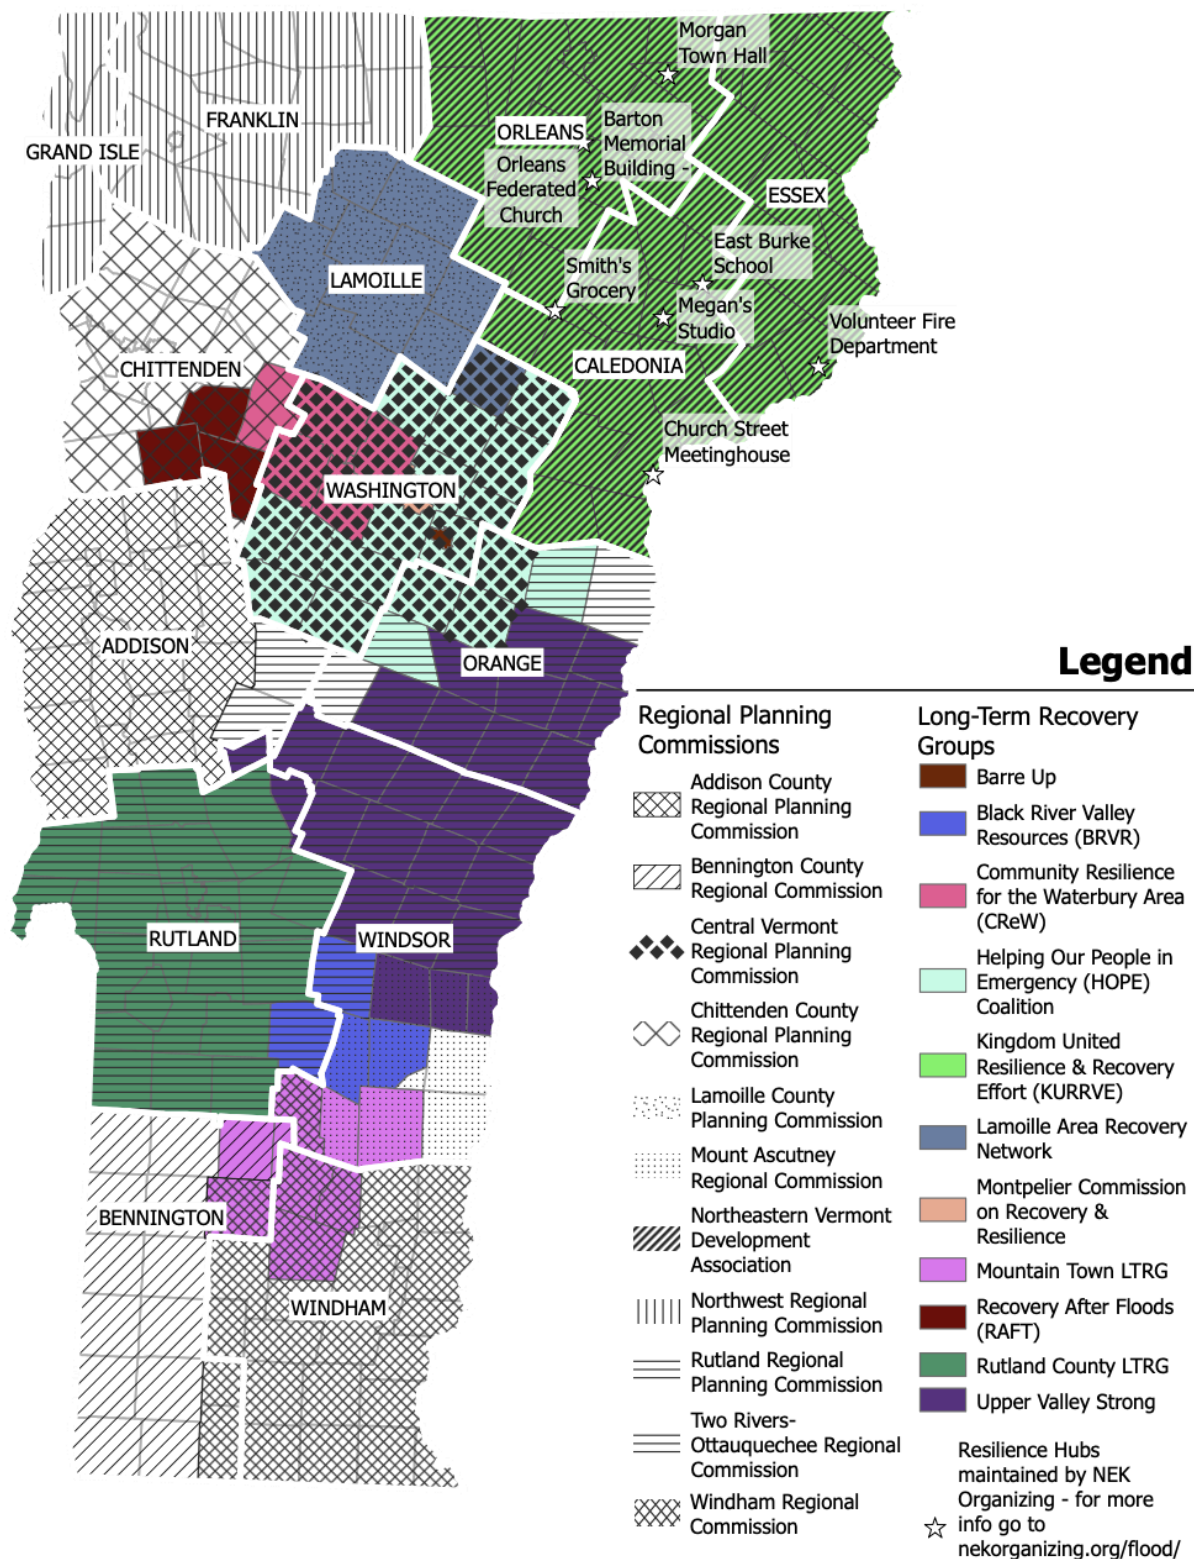 Morgan
Town Hall
FRANKLIN
ORLEANS
Barton
Memorial
Building -
GRAND ISLE
Orleans
Federated
Church
ESSEX
East Burke
School
LAMOILLE
Smith's
Grocery
Megan's
Studio
Volunteer Fire
Department
CHITTENDEN
CALEDONIA
Church Street
Meetinghouse
WASHINGTON
ADDISON
ORANGE
RUTLAND
WINDSOR
BENNINGTON
WINDHAM
Legend
Regional Planning
Commissions
Addison County
Regional Planning
Commission
Bennington County
Regional Commission
Central Vermont
Regional Planning
Commission
Chittenden County
Regional Planning
Commission
Lamoille County
Planning Commission
Mount Ascutney
Regional Commission
Northeastern Vermont
Development
Association
Northwest Regional
Planning Commission
Rutland Regional
Planning Commission
Two Rivers-
Ottauquechee Regional
Commission
Windham Regional
Commission
Long-Term Recovery
Groups
Barre Up
Black River Valley
Resources (BRVR)
Community Resilience
for the Waterbury Area
(CReW)
Helping Our People in
Emergency (HOPE)
Coalition
Kingdom United
Resilience & Recovery
Effort (KURRVE)
Lamoille Area Recovery
Network
Montpelier Commission
on Recovery &
Resilience
Mountain Town LTRG
Recovery After Floods
(RAFT)
Rutland County LTRG
Upper Valley Strong
Resilience Hubs
maintained by NEK
Organizing - for more
info go to
nekorganizing.org/flood/